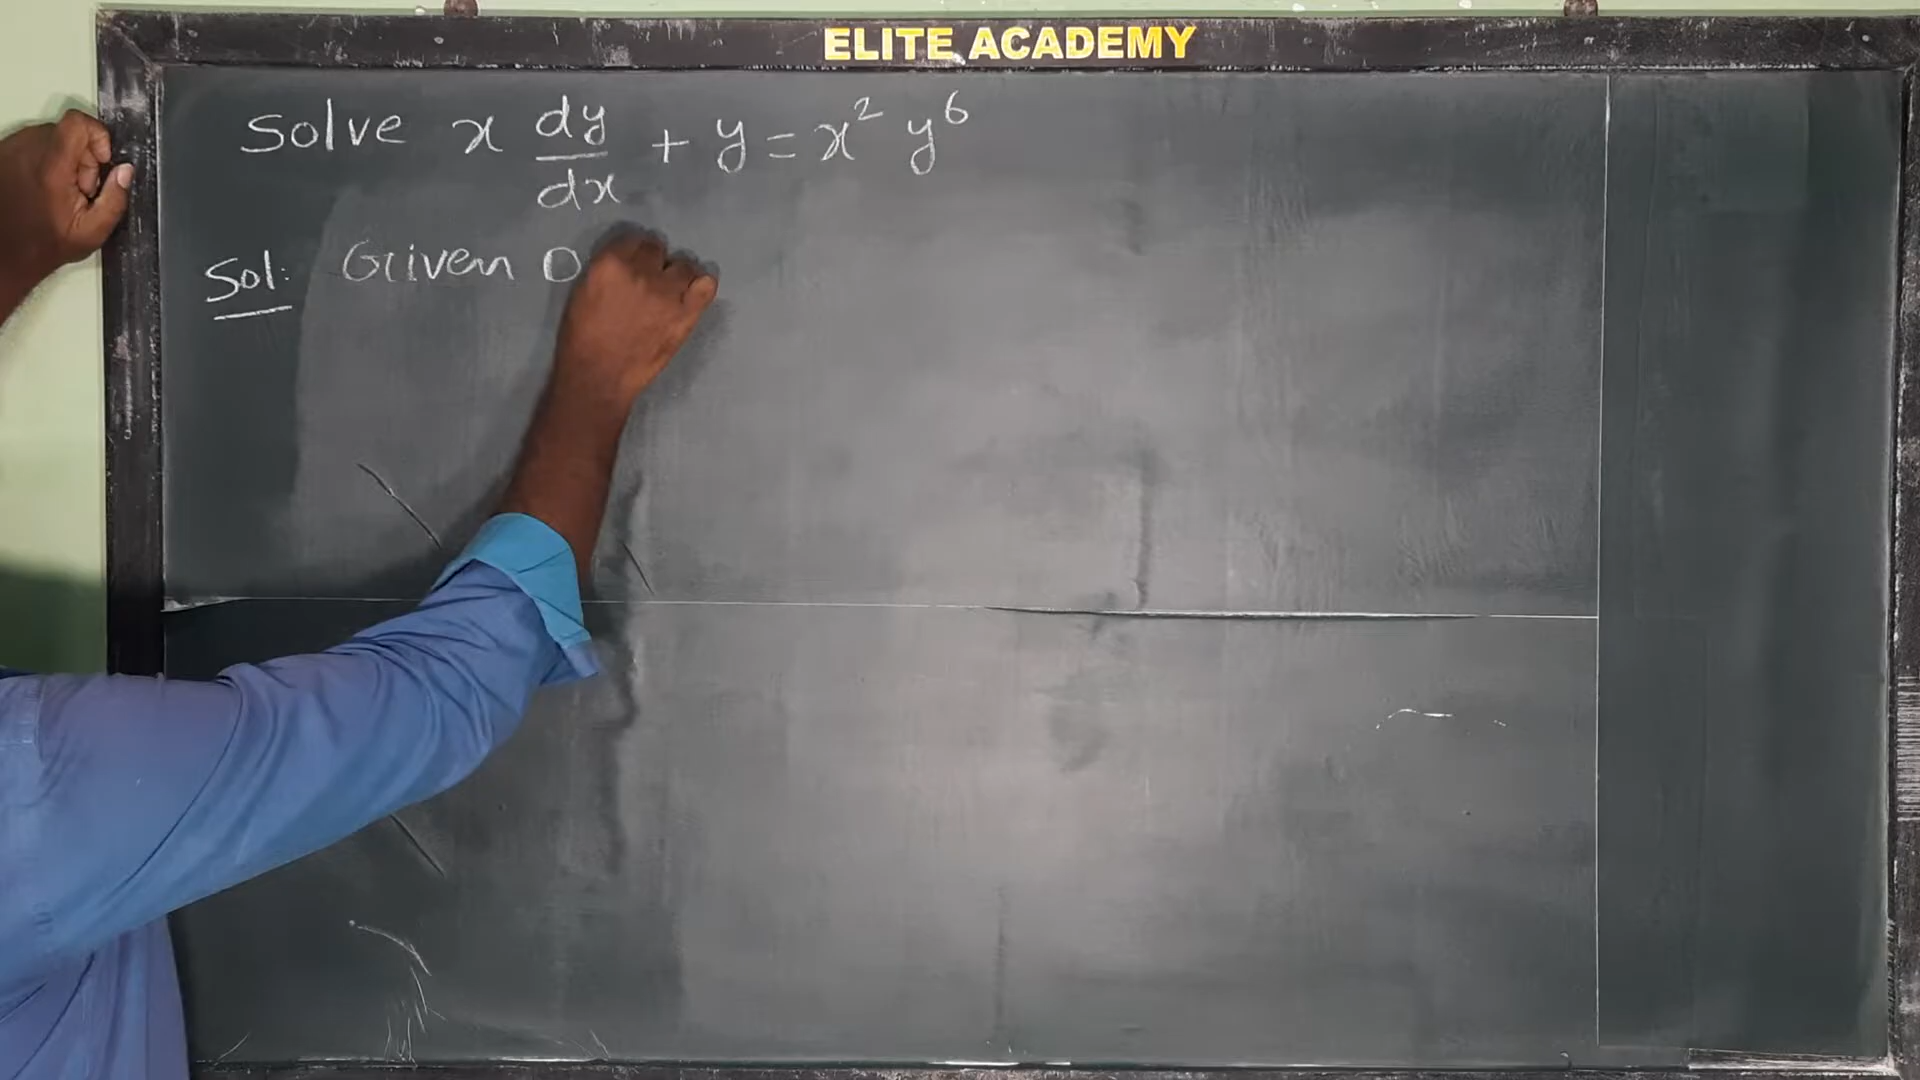 ELITE ACADEMY
Solve x dy/dx + y = x² y⁶
Sol: Given D